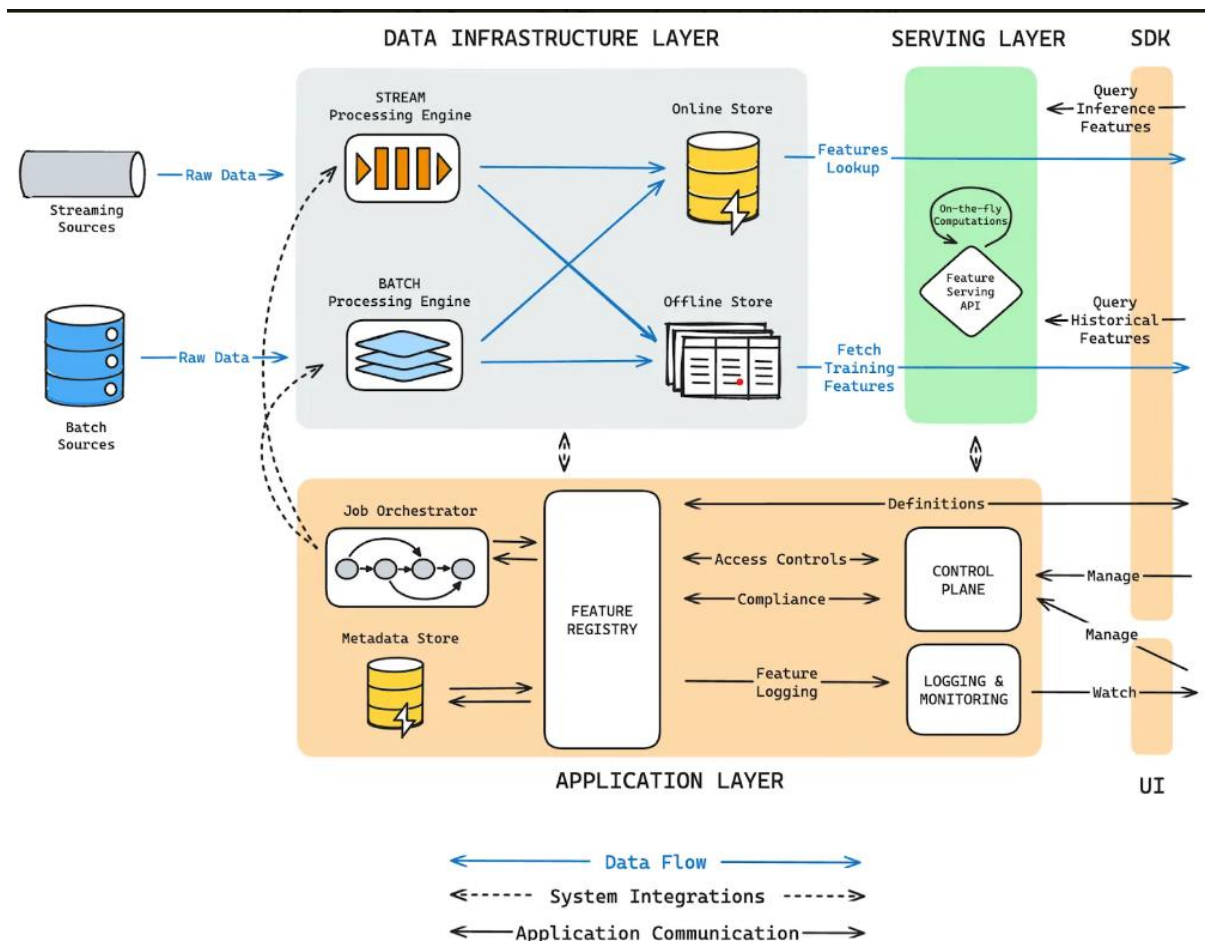 DATA INFRASTRUCTURE LAYER
SERVING LAYER
SDK
STREAM
Processing Engine
Online Store
Query
Inference
Features
Raw Data
Features
Lookup
Streaming
Sources
On-the-fly
Computations
BATCH
Processing Engine
Offline Store
Feature
Serving
API
Query
Historical
Features
Raw Data
Fetch
Training
Features
Batch
Sources
Job Orchestrator
Definitions
Access Controls
CONTROL
PLANE
Manage
Compliance
FEATURE
REGISTRY
Metadata Store
Manage
Feature
Logging
LOGGING &
MONITORING
Watch
APPLICATION LAYER
UI
Data Flow
System Integrations
Application Communication